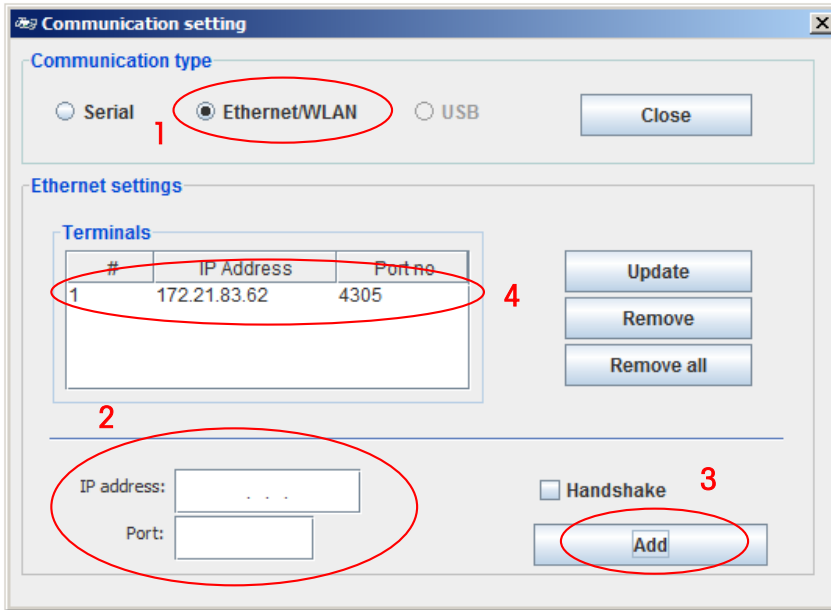 Communication setting
Communication type
Serial
Ethernet/WLAN
USB
Close
1
Ethernet settings
Terminals
# IP Address Port no
1 172.21.83.62 4305
4
Update
Remove
Remove all
2
IP address: . . .
Port:
Handshake
3
Add